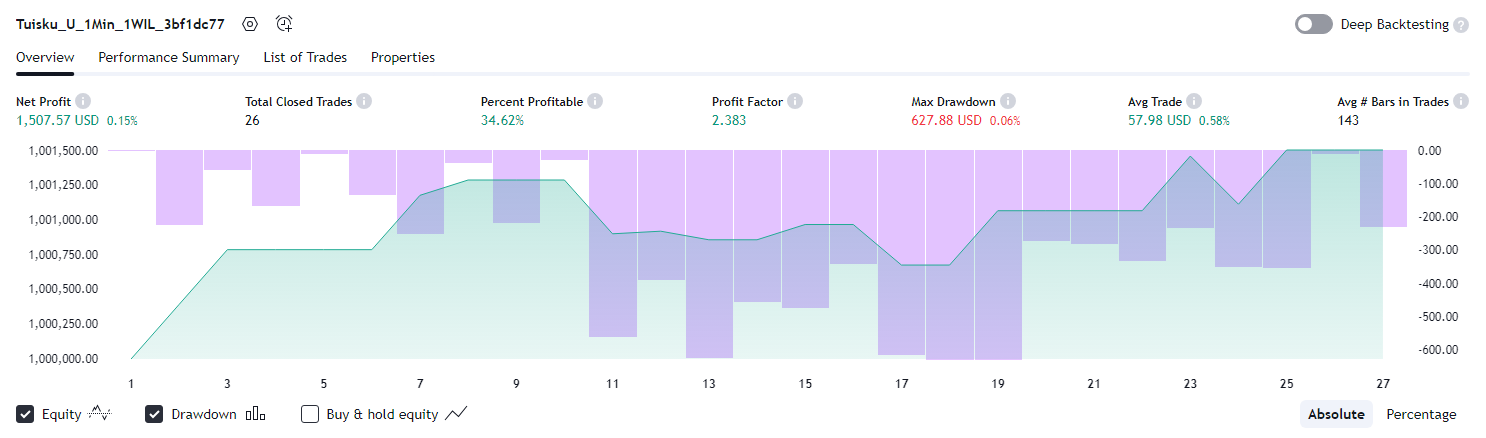 Tuisku_U_1Min_1WIL_3bf1dc77 Deep Backtesting ?
Overview Performance Summary List of Trades Properties
Net Profit i Total Closed Trades i Percent Profitable i Profit Factor i Max Drawdown i Avg Trade i Avg # Bars in Trades i
1,507.57 USD 0.15% 26 34.62% 2.383 627.88 USD 0.06% 57.98 USD 0.58% 143
1,001,500.00 0.00
1,001,250.00 -100.00
1,001,000.00 -200.00
1,000,750.00 -300.00
1,000,500.00 -400.00
1,000,250.00 -500.00
1,000,000.00 -600.00
1 3 5 7 9 11 13 15 17 19 21 23 25 27
Equity Drawdown Buy & hold equity Absolute Percentage